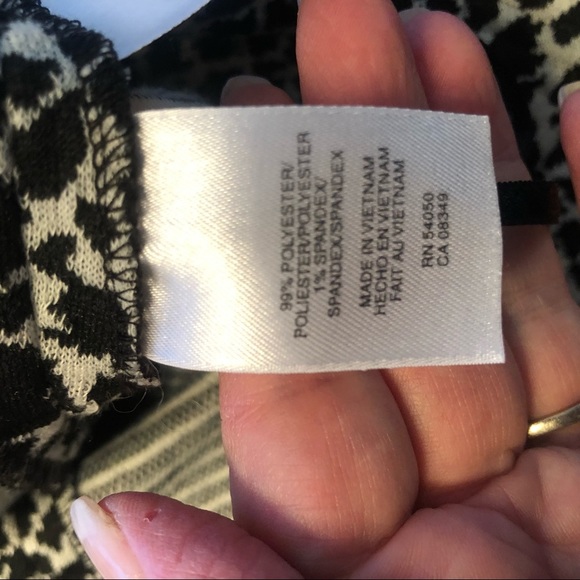 99% POLYESTER/
POLIESTER/POLYESTER
1% SPANDEX/
SPANDEX/SPANDEX
MADE IN VIETNAM
HECHO EN VIETNAM
FAIT AU VIETNAM
RN 54050
CA 08349